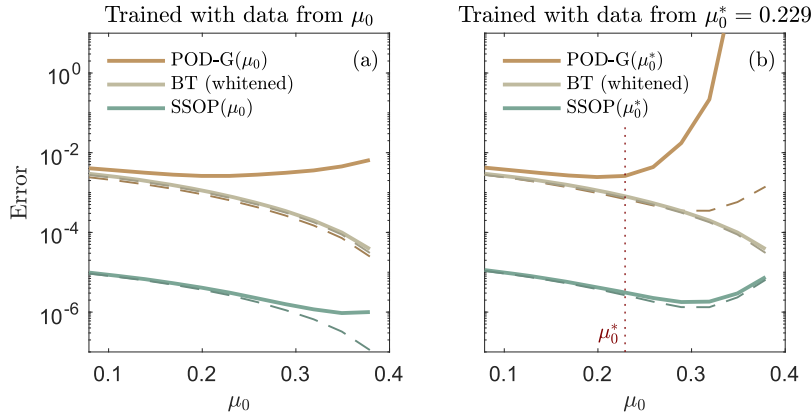 Trained with data from μ₀
Trained with data from μ₀* = 0.229
POD-G(μ₀)
BT (whitened)
SSOP(μ₀)
(a)
POD-G(μ₀*)
BT (whitened)
SSOP(μ₀*)
(b)
Error
10⁰
10⁻²
10⁻⁴
10⁻⁶
μ₀*
0.1 0.2 0.3 0.4
0.1 0.2 0.3 0.4
μ₀
μ₀